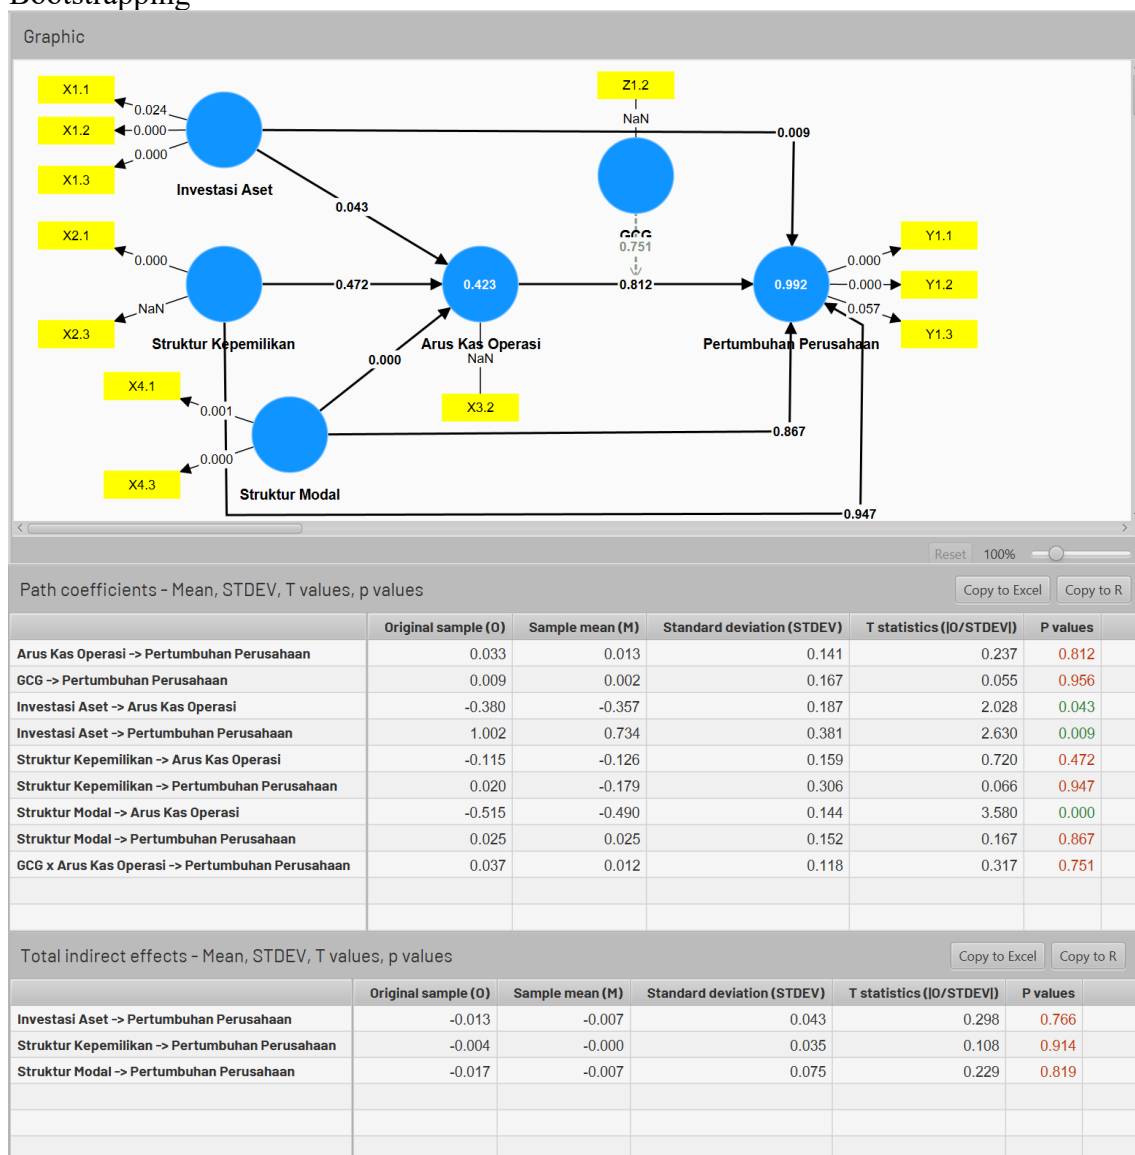 Bootstrapping
Graphic
X1.1
Z1.2
0.024
NaN
X1.2
0.000
0.009
0.000
X1.3
Investasi Aset
0.043
GCG
0.751
X2.1
Y1.1
0.000
0.000
0.472
0.423
0.812
0.992
0.000
Y1.2
NaN
0.057
X2.3
Struktur Kepemilikan
Arus Kas Operasi
Pertumbuhan Perusahaan
Y1.3
NaN
0.000
X4.1
0.001
X3.2
0.867
0.000
X4.3
Struktur Modal
0.947
Reset 100%
Path coefficients - Mean, STDEV, T values, p values Copy to Excel Copy to R
Original sample (O) Sample mean (M) Standard deviation (STDEV) T statistics (|O/STDEV|) P values
Arus Kas Operasi -> Pertumbuhan Perusahaan 0.033 0.013 0.141 0.237 0.812
GCG -> Pertumbuhan Perusahaan 0.009 0.002 0.167 0.055 0.956
Investasi Aset -> Arus Kas Operasi -0.380 -0.357 0.187 2.028 0.043
Investasi Aset -> Pertumbuhan Perusahaan 1.002 0.734 0.381 2.630 0.009
Struktur Kepemilikan -> Arus Kas Operasi -0.115 -0.126 0.159 0.720 0.472
Struktur Kepemilikan -> Pertumbuhan Perusahaan 0.020 -0.179 0.306 0.066 0.947
Struktur Modal -> Arus Kas Operasi -0.515 -0.490 0.144 3.580 0.000
Struktur Modal -> Pertumbuhan Perusahaan 0.025 0.025 0.152 0.167 0.867
GCG x Arus Kas Operasi -> Pertumbuhan Perusahaan 0.037 0.012 0.118 0.317 0.751
Total indirect effects - Mean, STDEV, T values, p values Copy to Excel Copy to R
Original sample (O) Sample mean (M) Standard deviation (STDEV) T statistics (|O/STDEV|) P values
Investasi Aset -> Pertumbuhan Perusahaan -0.013 -0.007 0.043 0.298 0.766
Struktur Kepemilikan -> Pertumbuhan Perusahaan -0.004 -0.000 0.035 0.108 0.914
Struktur Modal -> Pertumbuhan Perusahaan -0.017 -0.007 0.075 0.229 0.819